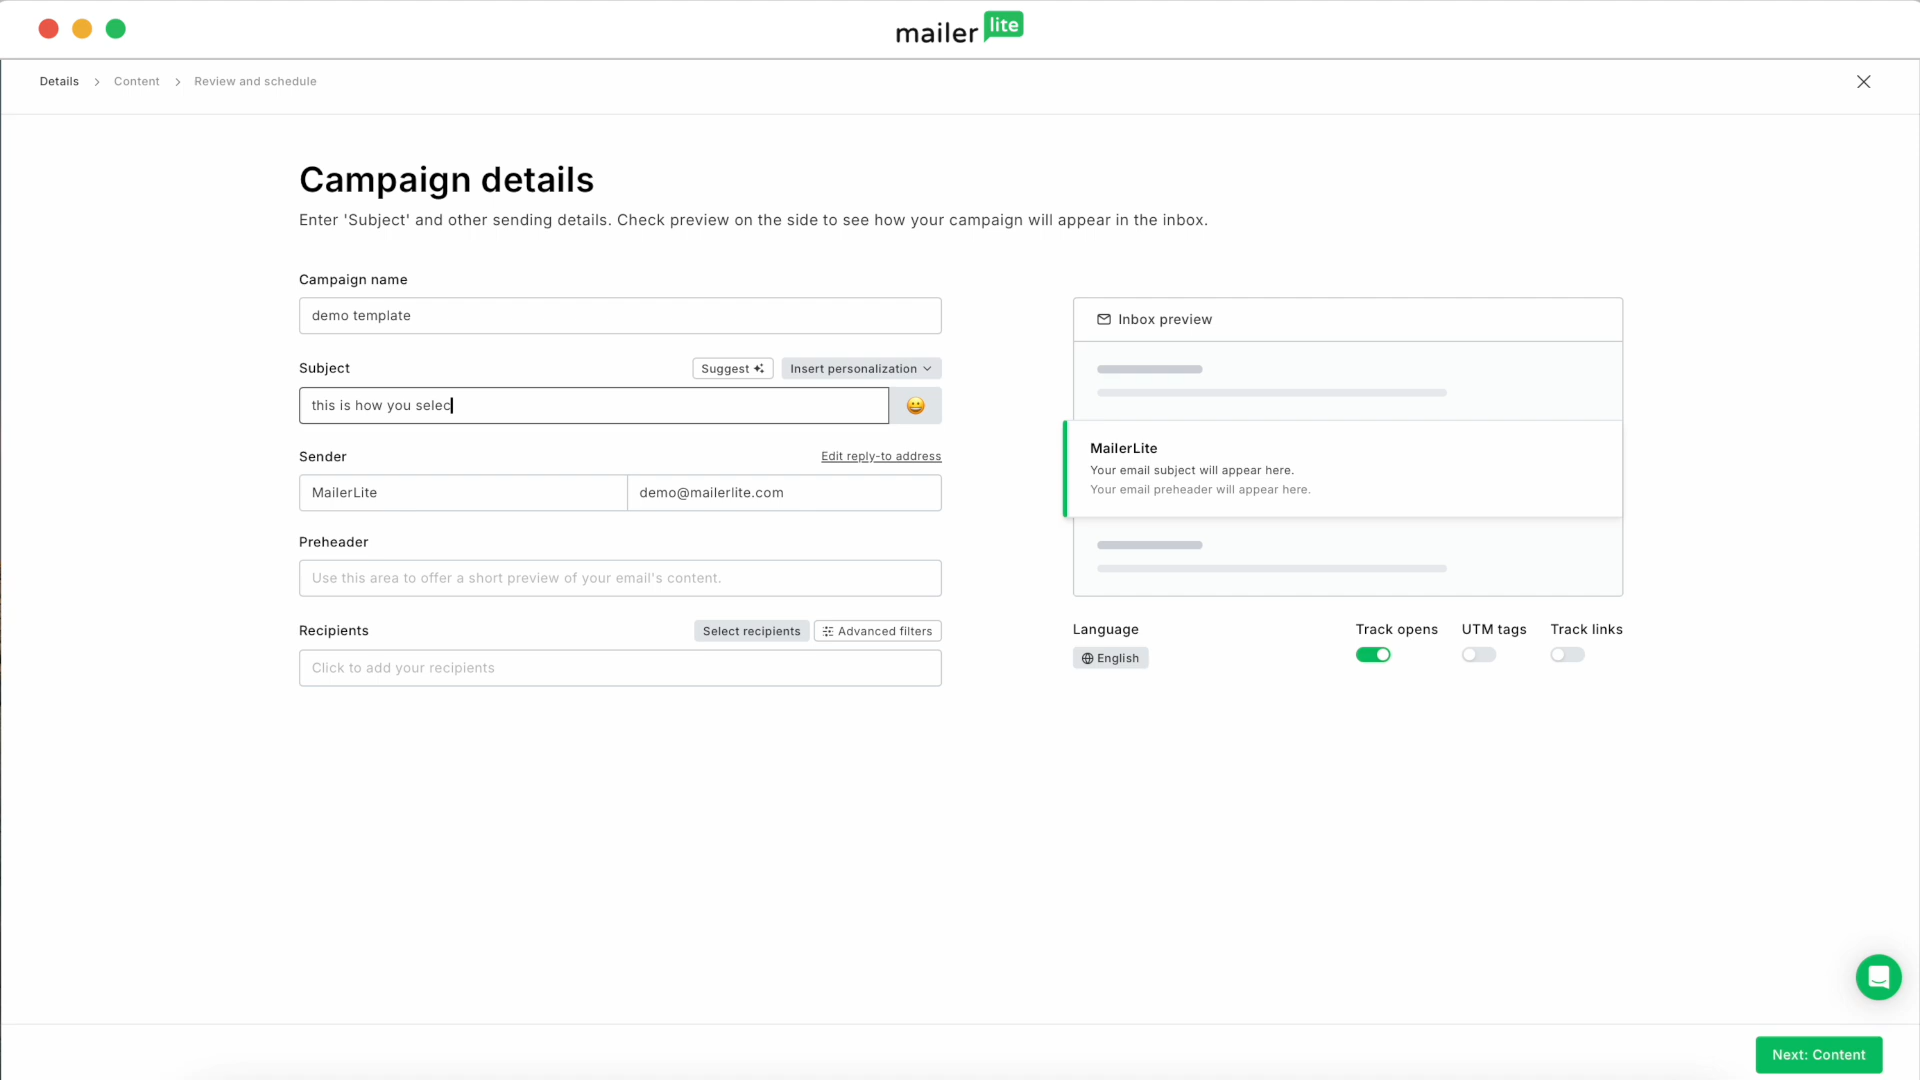 mailer lite
Details > Content > Review and schedule
Campaign details
Enter 'Subject' and other sending details. Check preview on the side to see how your campaign will appear in the inbox.
Campaign name
demo template
Subject
Suggest
Insert personalization
this is how you selec
Sender
Edit reply-to address
MailerLite
demo@mailerlite.com
Preheader
Use this area to offer a short preview of your email's content.
Recipients
Select recipients
Advanced filters
Click to add your recipients
Inbox preview
MailerLite
Your email subject will appear here.
Your email preheader will appear here.
Language
English
Track opens
UTM tags
Track links
Next: Content